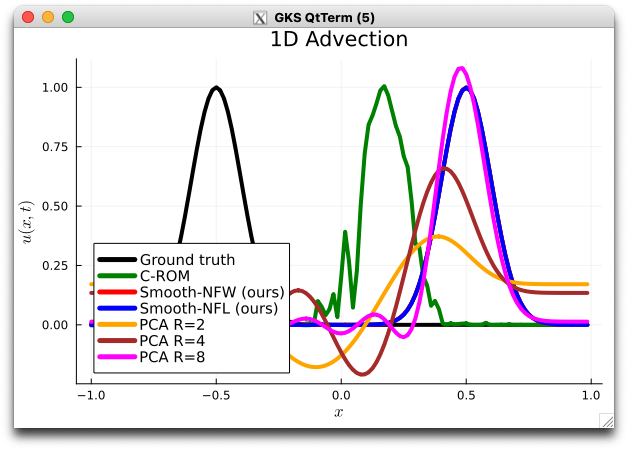 GKS QtTerm (5)
1D Advection
1.00
0.75
0.50
0.25
0.00
u(x, t)
Ground truth
C-ROM
Smooth-NFW (ours)
Smooth-NFL (ours)
PCA R=2
PCA R=4
PCA R=8
−1.0
−0.5
0.0
0.5
1.0
x